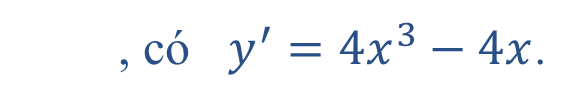 , có y′ = 4x³ − 4x.